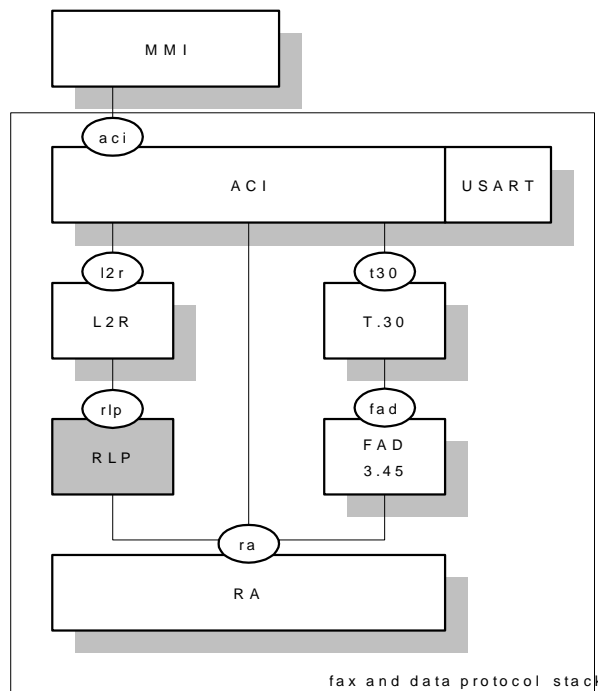 MMI
aci
ACI
USART
l2r
t30
L2R
T.30
rlp
fad
RLP
FAD
3.45
ra
RA
fax and data protocol stack